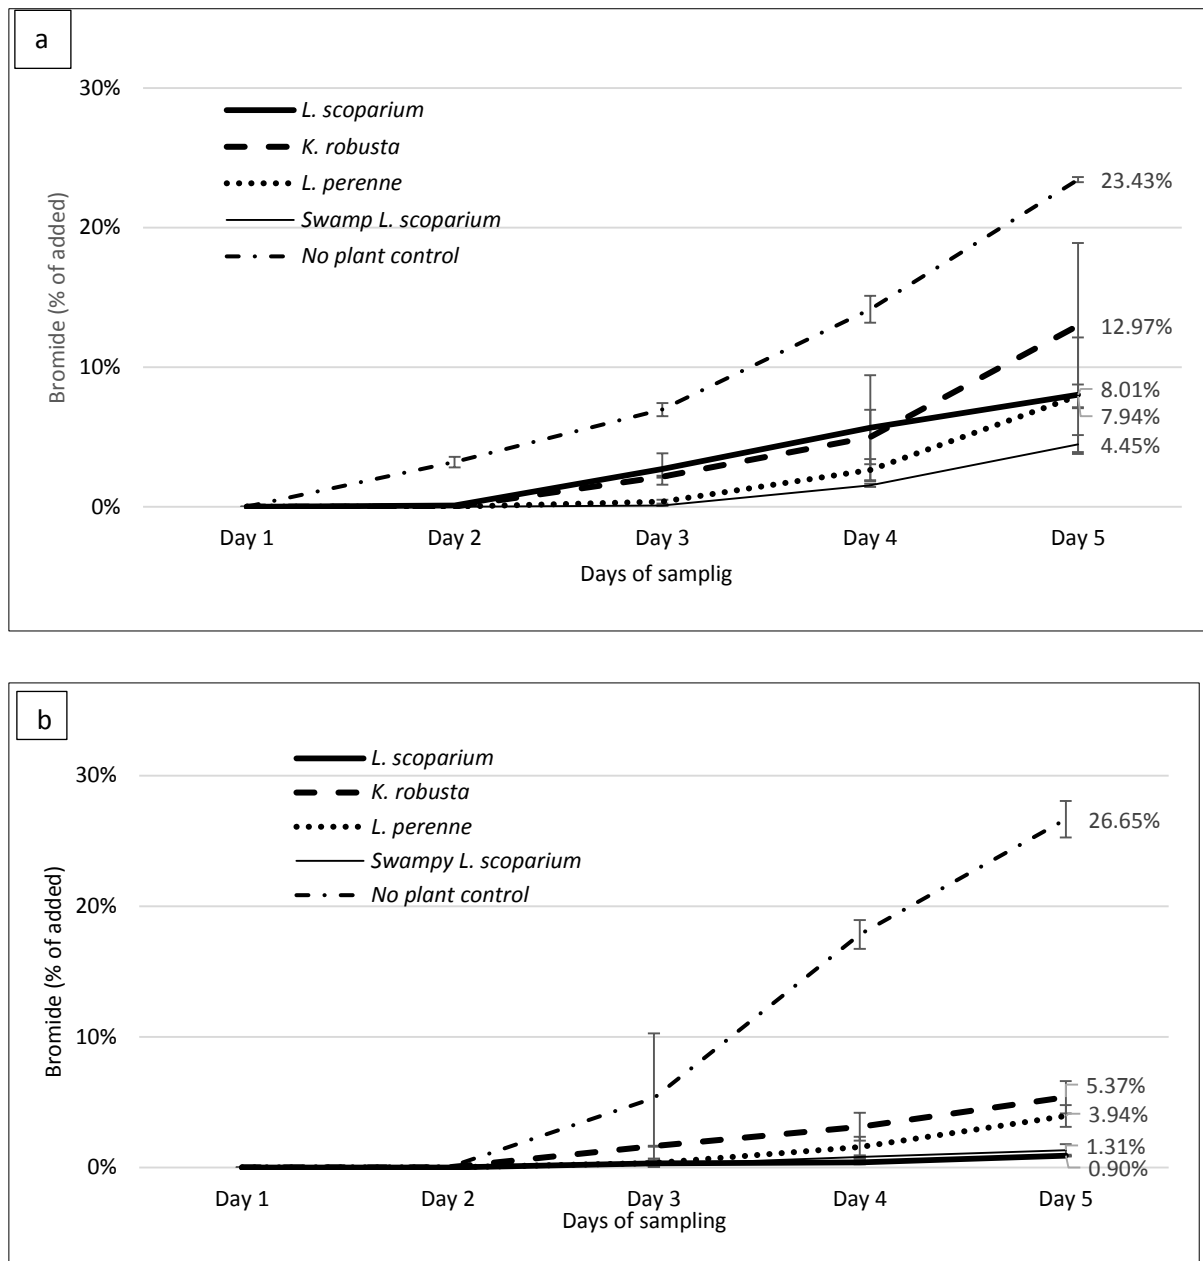 a
30%
L. scoparium
K. robusta
L. perenne
Swamp L. scoparium
No plant control
20%
10%
0%
Bromide (% of added)
23.43%
12.97%
8.01%
7.94%
4.45%
Day 1 Day 2 Day 3 Day 4 Day 5
Days of samplig
b
30%
L. scoparium
K. robusta
L. perenne
Swampy L. scoparium
No plant control
20%
10%
0%
Bromide (% of added)
26.65%
5.37%
3.94%
1.31%
0.90%
Day 1 Day 2 Day 3 Day 4 Day 5
Days of sampling